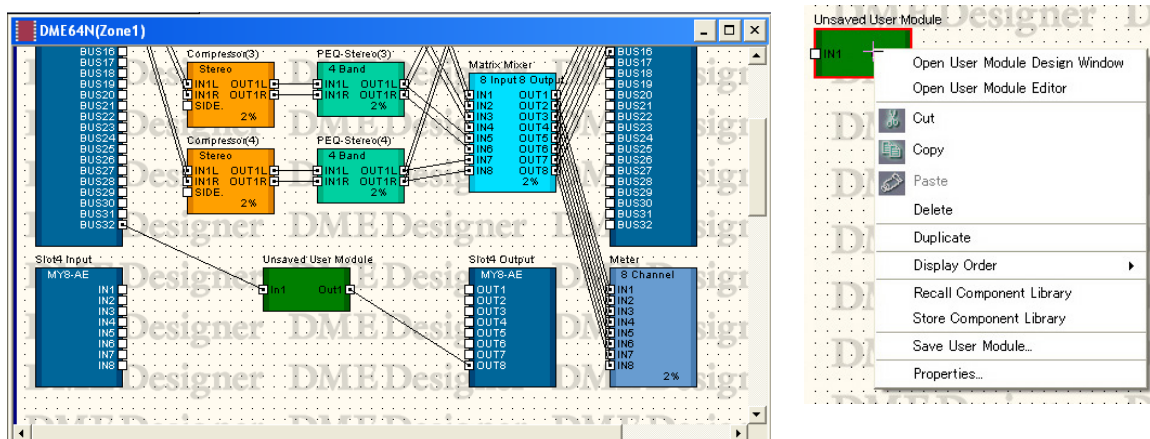 DME64N(Zone1)
BUS16
BUS17
BUS18
BUS19
BUS20
BUS21
BUS22
BUS23
BUS24
BUS25
BUS26
BUS27
BUS28
BUS29
BUS30
BUS31
BUS32
Compressor(3)
Stereo
IN1L OUT1L
IN1R OUT1R
SIDE.
2%
PEQ-Stereo(3)
4 Band
IN1L OUT1L
IN1R OUT1R
2%
Compressor(4)
Stereo
IN1L OUT1L
IN1R OUT1R
SIDE.
2%
PEQ-Stereo(4)
4 Band
IN1L OUT1L
IN1R OUT1R
2%
Matrix Mixer
8 Input 8 Output
IN1 OUT1
IN2 OUT2
IN3 OUT3
IN4 OUT4
IN5 OUT5
IN6 OUT6
IN7 OUT7
IN8 OUT8
2%
BUS16
BUS17
BUS18
BUS19
BUS20
BUS21
BUS22
BUS23
BUS24
BUS25
BUS26
BUS27
BUS28
BUS29
BUS30
BUS31
BUS32
Slot4 Input
MY8-AE
IN1
IN2
IN3
IN4
IN5
IN6
IN7
IN8
Unsaved User Module
In1 Out1
Slot4 Output
MY8-AE
OUT1
OUT2
OUT3
OUT4
OUT5
OUT6
OUT7
OUT8
Meter
8 Channel
IN1
IN2
IN3
IN4
IN5
IN6
IN7
IN8
2%
DME Designer
Unsaved User Module
IN1
Open User Module Design Window
Open User Module Editor
Cut
Copy
Paste
Delete
Duplicate
Display Order
Recall Component Library
Store Component Library
Save User Module...
Properties...